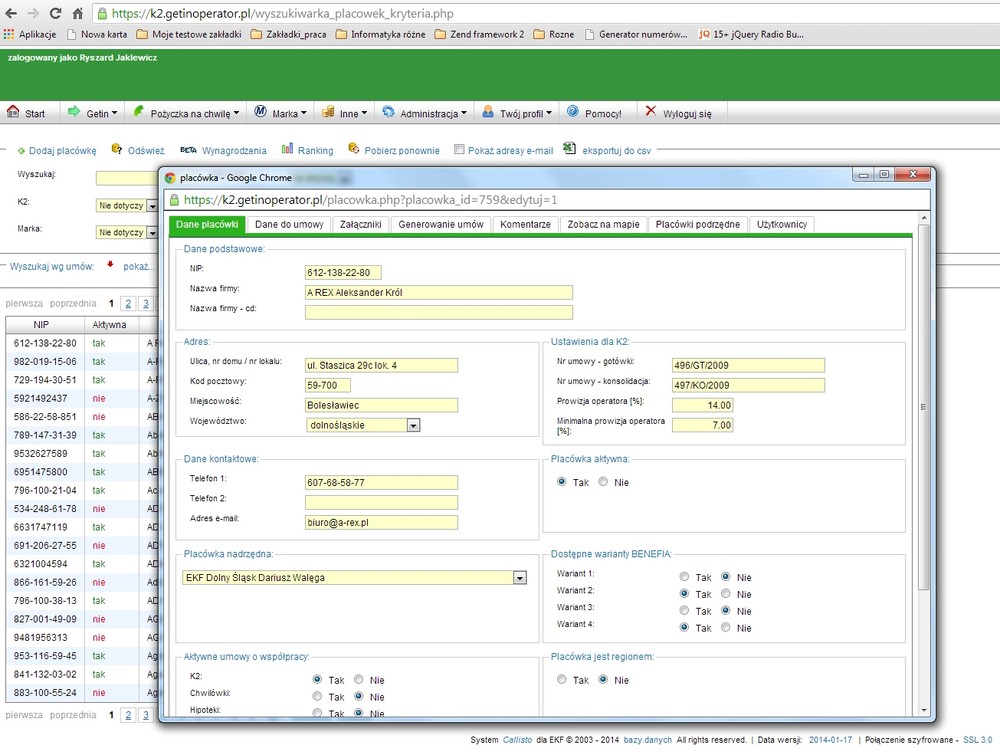 https://k2.getinoperator.pl/wyszukiwarka_placowek_kryteria.php
Aplikacje Nowa karta Moje testowe zakładki Zakładki_praca Informatyka różne Zend framework 2 Rozne Generator numerów... jQ 15+ jQuery Radio Bu...
zalogowany jako Ryszard Jaklewicz
Start Getin Pożyczka na chwilę Marka Inne Administracja Twój profil Pomocy! Wyloguj się
Dodaj placówkę Odśwież BETA Wynagrodzenia Ranking Pobierz ponownie Pokaż adresy e-mail eksportuj do csv
Wyszukaj:
K2: Nie dotyczy
Marka: Nie dotyczy
Wyszukaj wg umów: pokaż...
pierwsza poprzednia 1 2 3
NIP Aktywna
612-138-22-80 tak A R
982-019-15-06 tak A-F
729-194-30-51 tak A-F
5921492437 nie A-Z
586-22-58-851 nie AB
789-147-31-39 tak Ab
9532627589 tak AB
6951475800 tak AB
796-100-21-04 tak Ac
534-248-61-78 nie AD
6631747119 tak AD
691-206-27-55 nie AD
6321004594 tak AD
866-161-59-26 nie Ad
796-100-38-13 tak AD
827-001-49-09 nie AG
9481956313 nie AG
953-116-59-45 tak Ag
841-132-03-02 tak Ag
883-100-55-24 nie Ag
pierwsza poprzednia 1 2 3
placówka - Google Chrome
https://k2.getinoperator.pl/placowka.php?placowka_id=759&edytuj=1
Dane placówki Dane do umowy Załączniki Generowanie umów Komentarze Zobacz na mapie Placówki podrzędne Użytkownicy
Dane podstawowe:
NIP: 612-138-22-80
Nazwa firmy: A REX Aleksander Król
Nazwa firmy - cd:
Adres:
Ulica, nr domu / nr lokalu: ul. Staszica 29c lok. 4
Kod pocztowy: 59-700
Miejscowość: Bolesławiec
Województwo: dolnośląskie
Ustawienia dla K2:
Nr umowy - gotówki: 496/GT/2009
Nr umowy - konsolidacja: 497/KO/2009
Prowizja operatora [%]: 14.00
Minimalna prowizja operatora [%]: 7.00
Dane kontaktowe:
Telefon 1: 607-68-58-77
Telefon 2:
Adres e-mail: biuro@a-rex.pl
Placówka aktywna:
Tak Nie
Placówka nadrzędna:
EKF Dolny Śląsk Dariusz Walęga
Dostępne warianty BENEFIA:
Wariant 1: Tak Nie
Wariant 2: Tak Nie
Wariant 3: Tak Nie
Wariant 4: Tak Nie
Aktywne umowy o współpracy:
K2: Tak Nie
Chwilówki: Tak Nie
Hipoteki: Tak Nie
Placówka jest regionem:
Tak Nie
System Callisto dla EKF © 2003 - 2014 bazy.danych All rights reserved. | Data wersji: 2014-01-17 | Połączenie szyfrowane - SSL 3.0